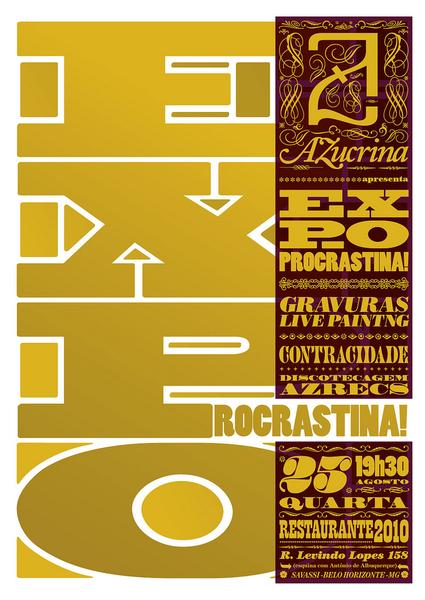 EXPO
ROCRASTINA!
AZ
AZucrina
apresenta
EX
PO
PROCRASTINA!
GRAVURAS
LIVE PAINTNG
CONTRACIDADE
DISCOTECAGEM
AZRECS
25 19h30
AGOSTO
QUARTA
RESTAURANTE 2010
R. Levindo Lopes 158
(esquina com Antônio de Albuquerque)
SAVASSI - BELO HORIZONTE - MG